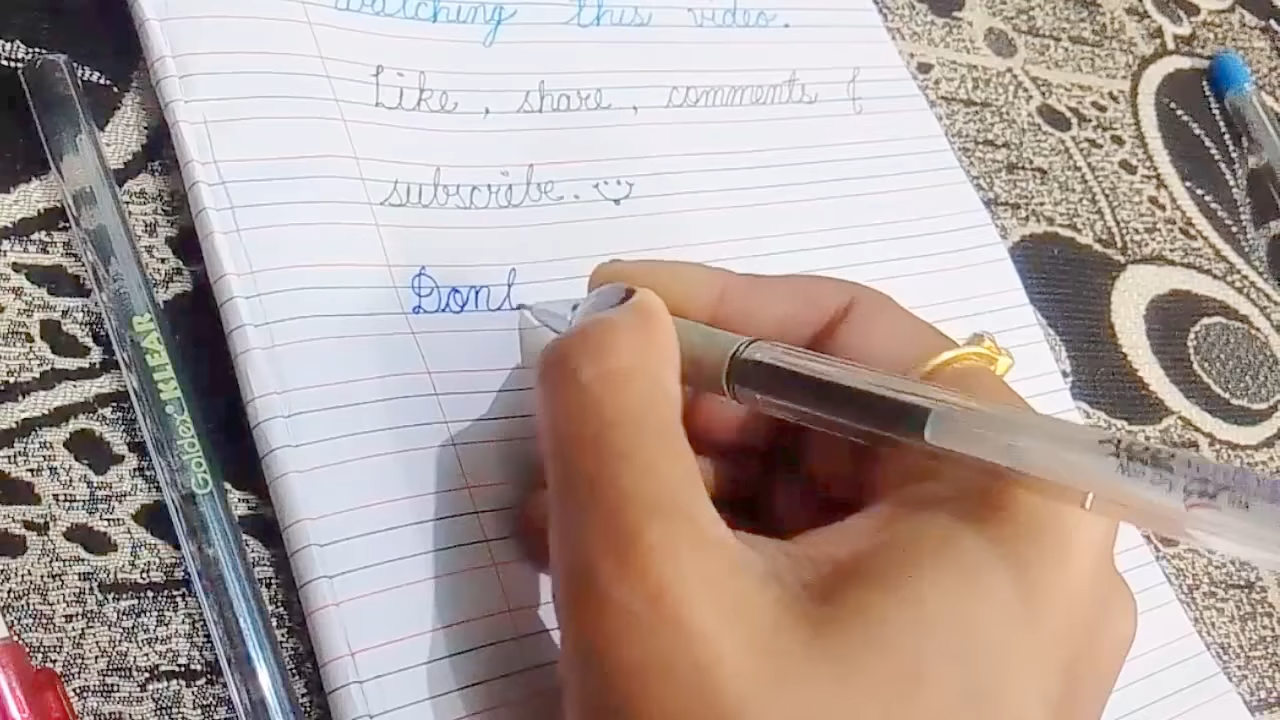 watching this video.
Like, share, comments &
subscribe.
Dont
Goldex KLEAR